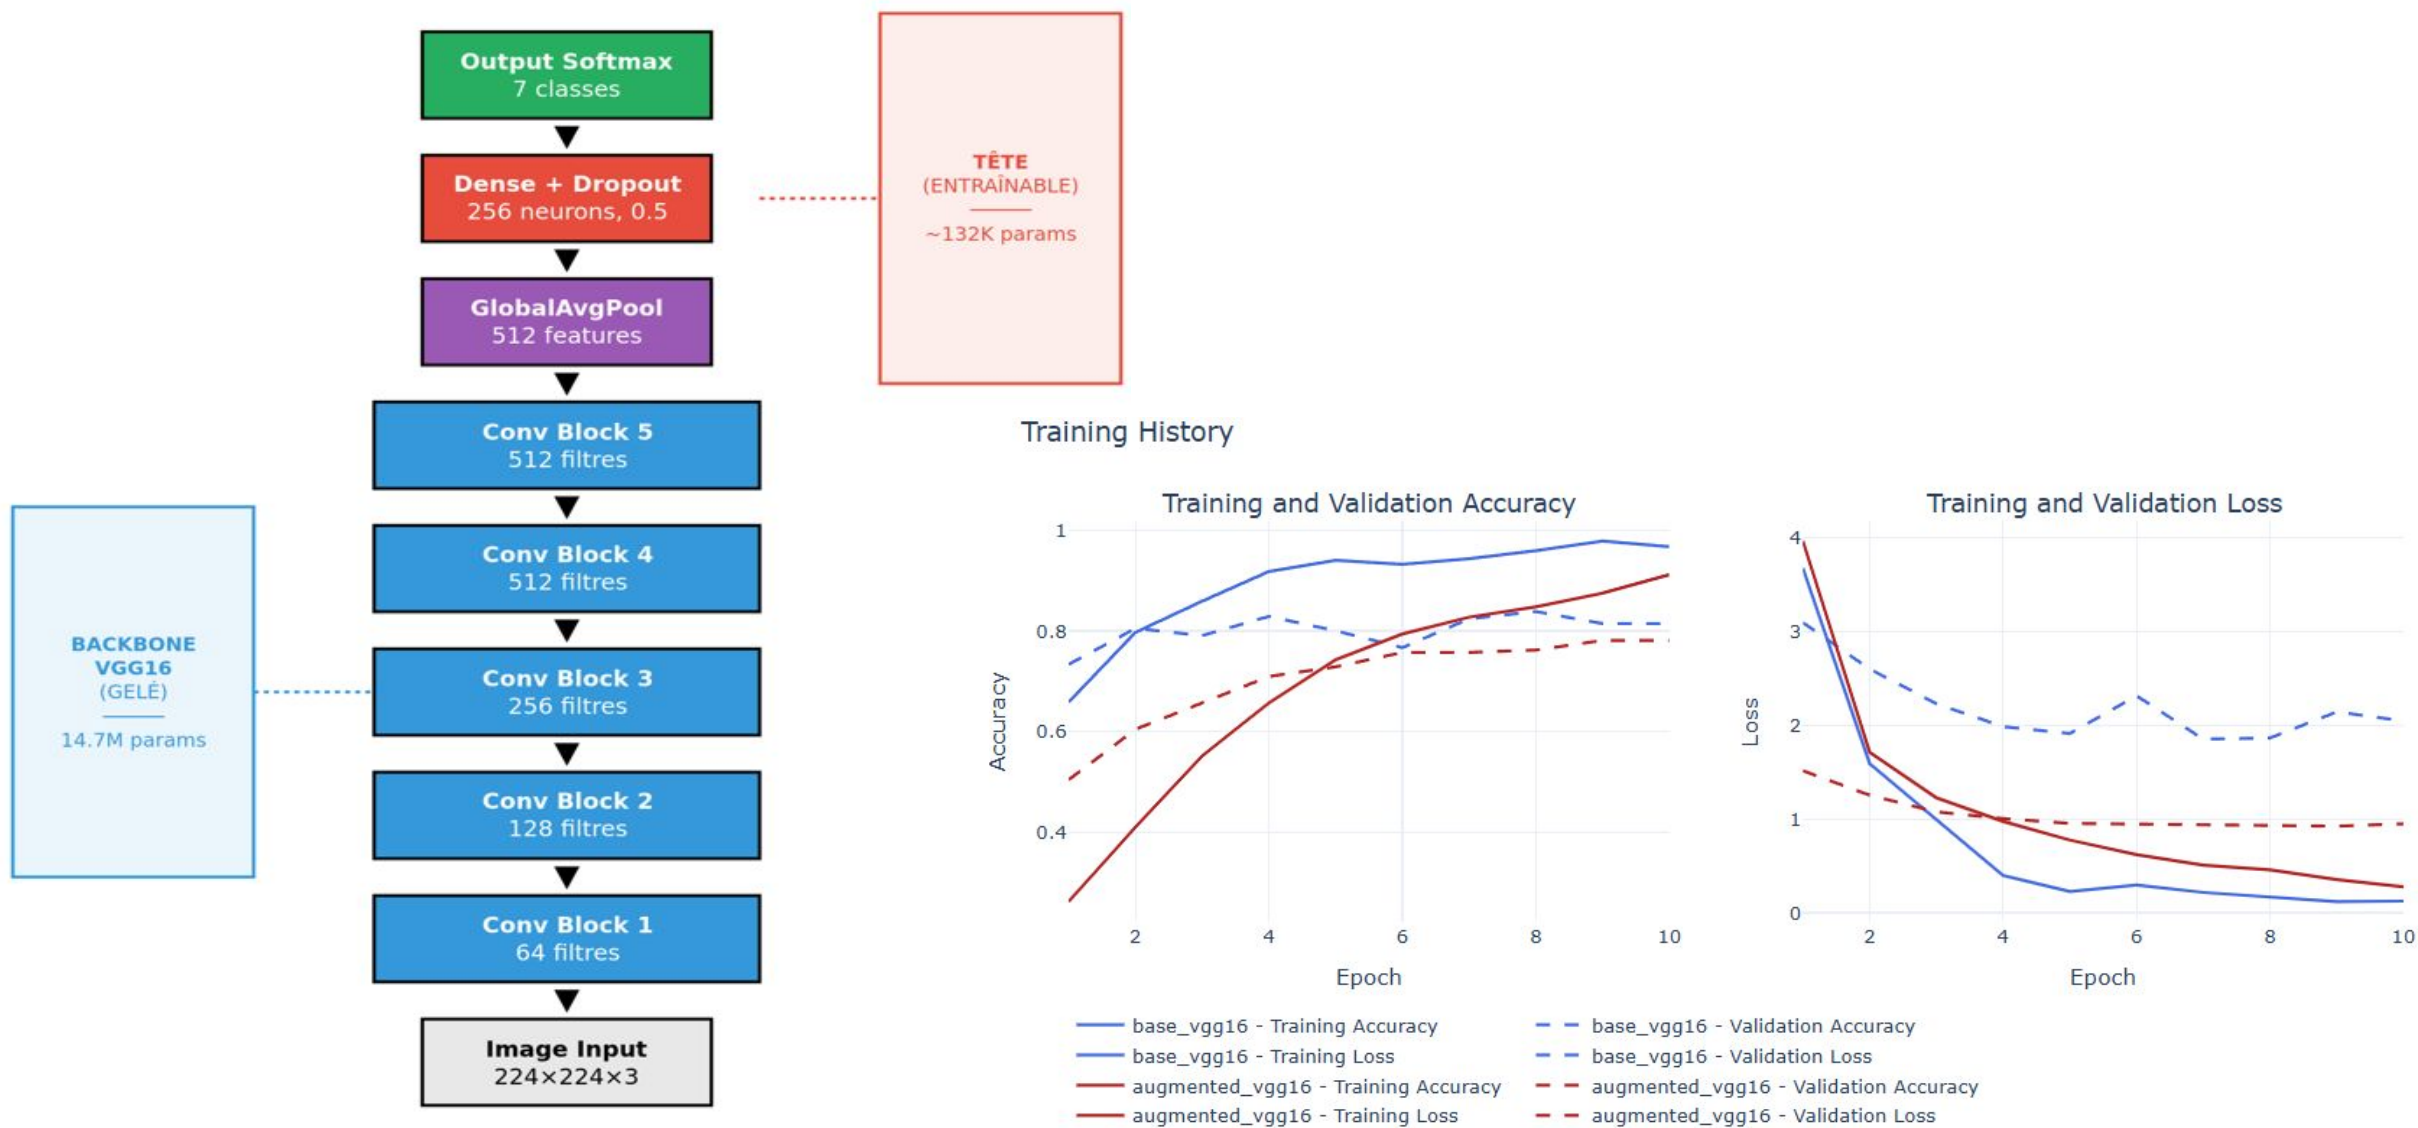 Output Softmax
7 classes
Dense + Dropout
256 neurons, 0.5
GlobalAvgPool
512 features
Conv Block 5
512 filtres
Conv Block 4
512 filtres
Conv Block 3
256 filtres
Conv Block 2
128 filtres
Conv Block 1
64 filtres
Image Input
224×224×3
BACKBONE
VGG16
(GELÉ)
14.7M params
TÊTE
(ENTRAÎNABLE)
~132K params
Training History
Training and Validation Accuracy
1
0.8
0.6
0.4
Accuracy
2 4 6 8 10
Epoch
Training and Validation Loss
4
3
2
1
0
Loss
2 4 6 8 10
Epoch
base_vgg16 - Training Accuracy
base_vgg16 - Validation Accuracy
base_vgg16 - Training Loss
base_vgg16 - Validation Loss
augmented_vgg16 - Training Accuracy
augmented_vgg16 - Validation Accuracy
augmented_vgg16 - Training Loss
augmented_vgg16 - Validation Loss